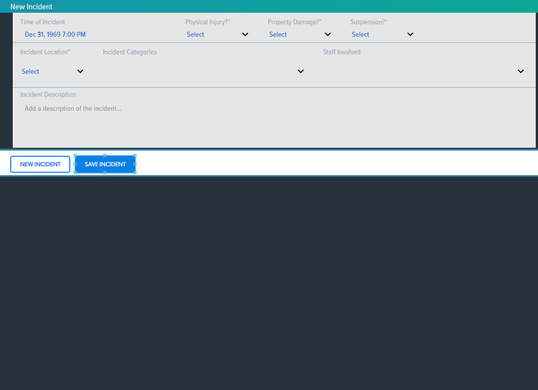 New Incident
Time of Incident Physical Injury?* Property Damage?* Suspension?*
Dec 31, 1969 7:00 PM Select Select Select
Incident Location* Incident Categories Staff Involved
Select
Incident Description
Add a description of the incident...
NEW INCIDENT SAVE INCIDENT